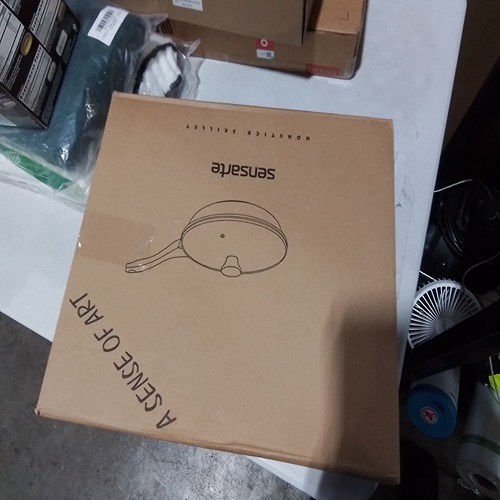 NONSTICK SKILLET
sensarte
A SENSE OF ART